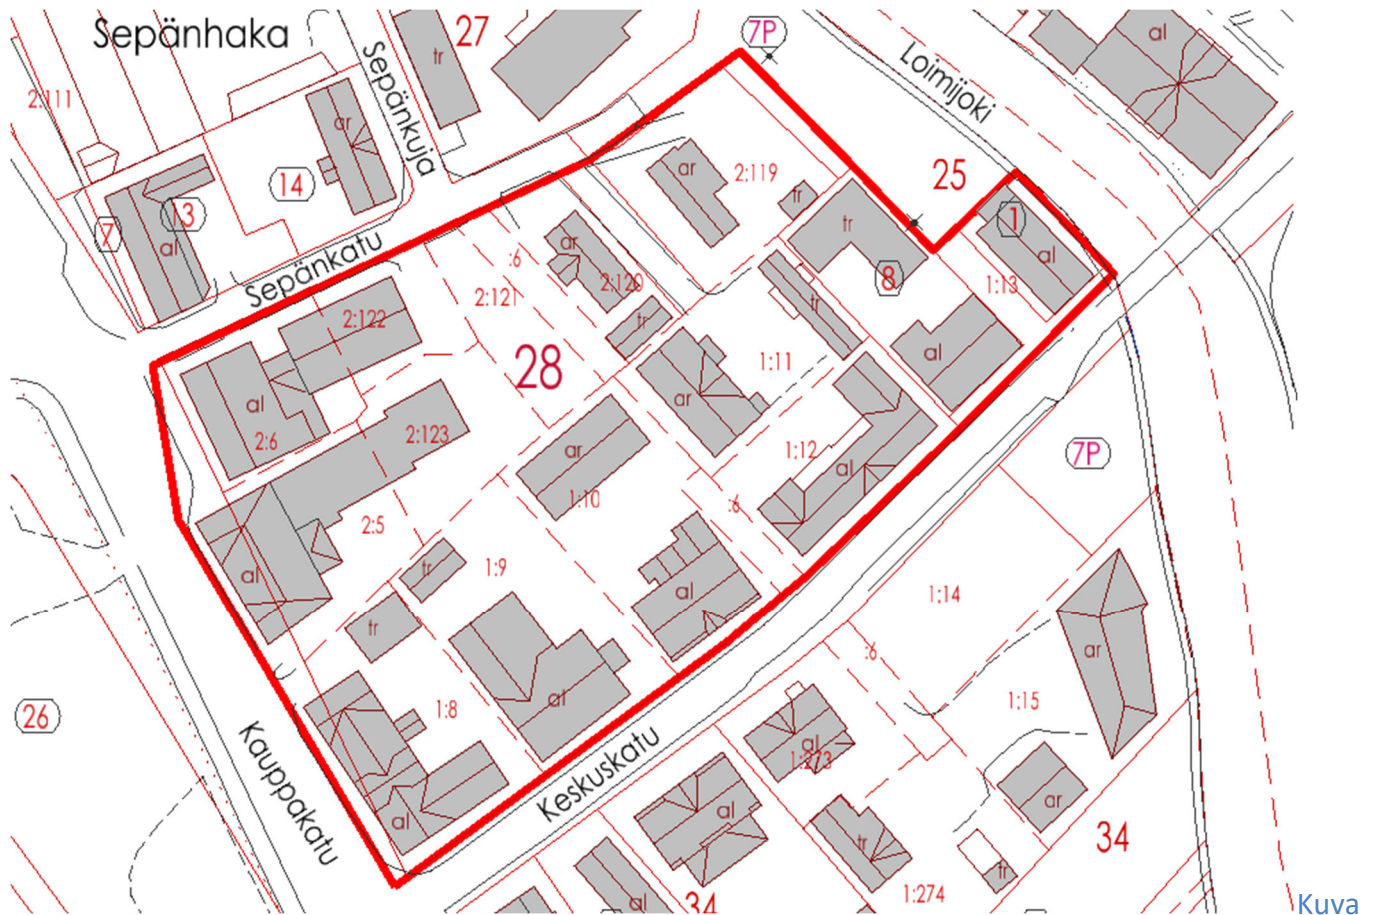 Sepänhaka
27
7P
al
tr
Loimijoki
Sepänkuja
2:111
ar
14
ar
2:119
25
13
7
tr
1
al
tr
Sepänkatu
ar
al
:6
2:120
8
1:13
2:121
tr
2:122
tr
28
al
1:11
al
ar
2:6
2:123
ar
1:12
7P
al
1:10
:6
2:5
al
tr
1:9
al
1:14
tr
:6
ar
26
1:8
al
1:15
Kauppakatu
Keskuskatu
al
1:273
ar
al
al
tr
34
tr
1:274
al
34
Kuva